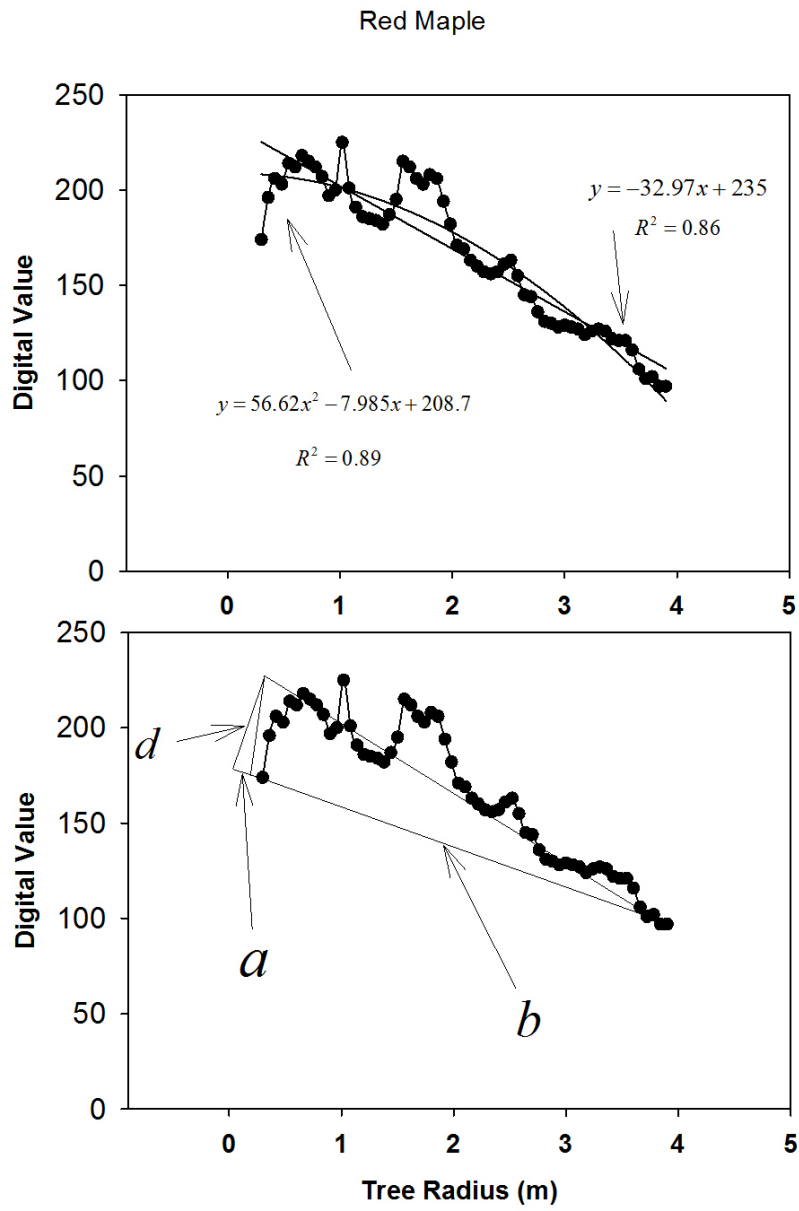 Red Maple
250
200
150
100
50
0
Digital Value
y = −32.97x + 235
R² = 0.86
y = 56.62x² − 7.985x + 208.7
R² = 0.89
0 1 2 3 4 5
250
200
150
100
50
0
Digital Value
d
a
b
0 1 2 3 4 5
Tree Radius (m)